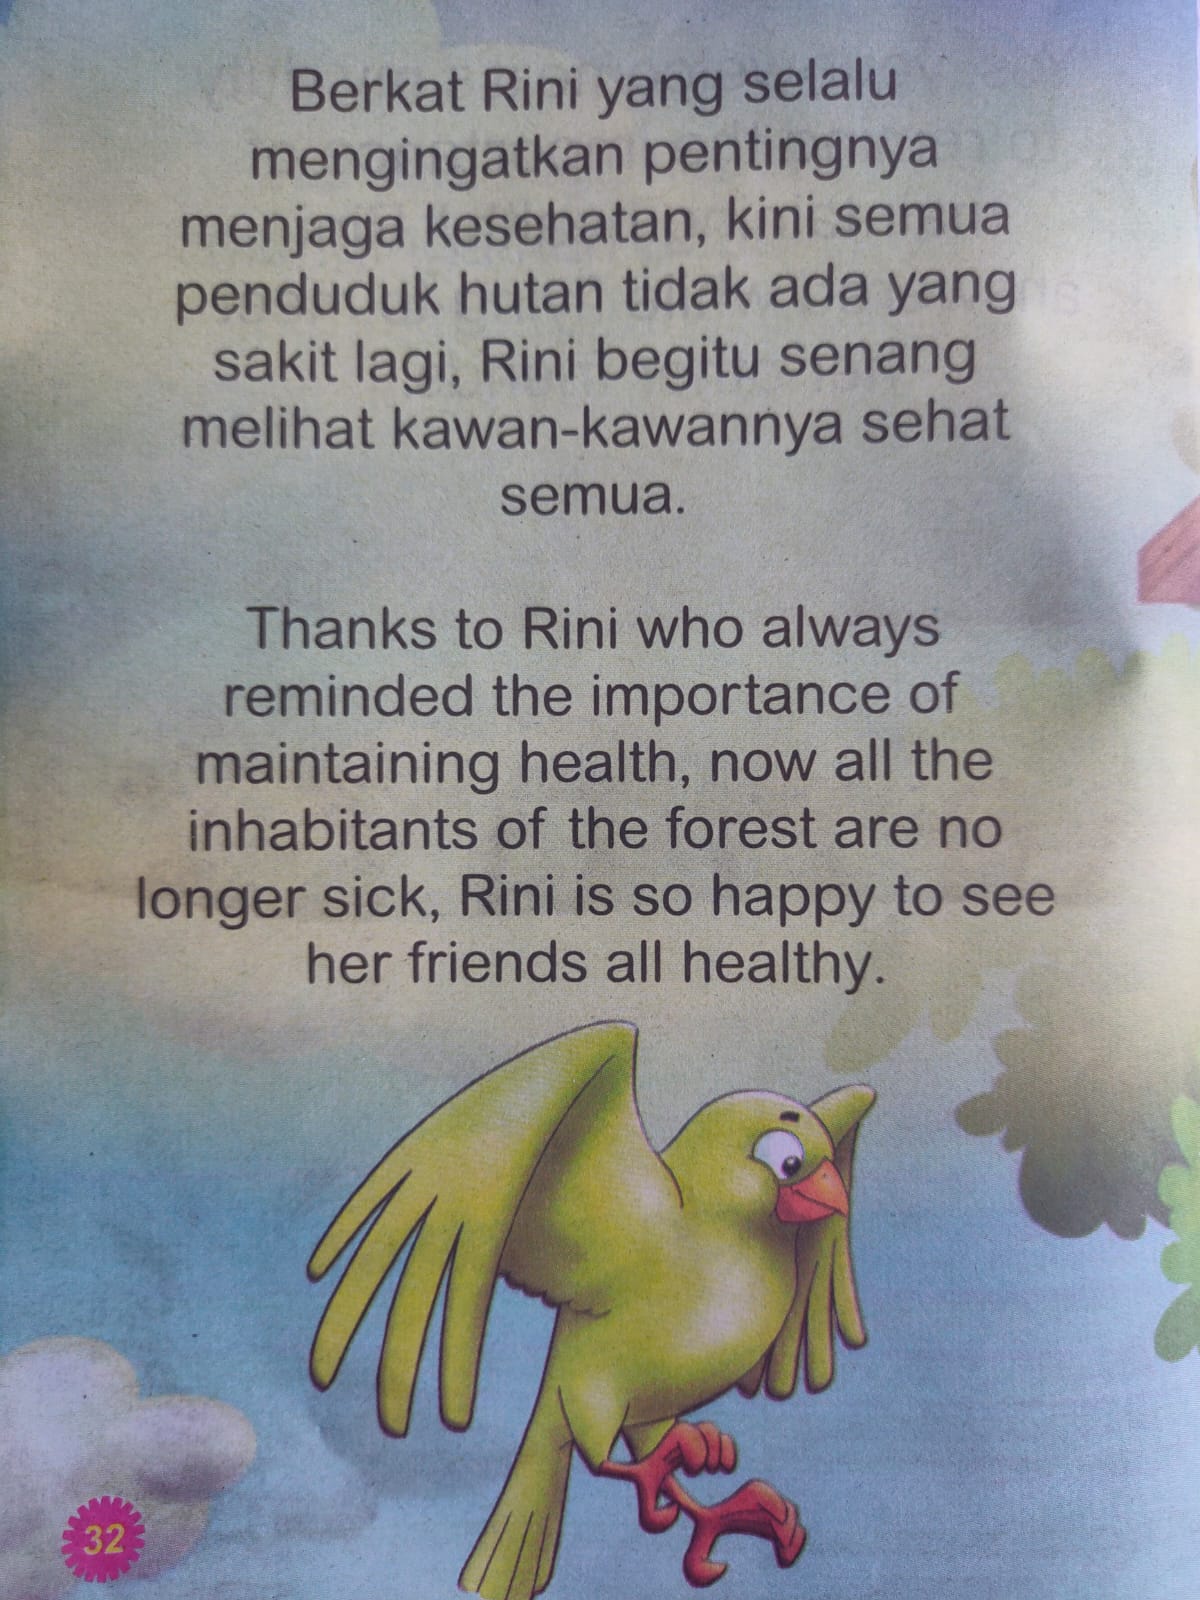 Berkat Rini yang selalu
mengingatkan pentingnya
menjaga kesehatan, kini semua
penduduk hutan tidak ada yang
sakit lagi, Rini begitu senang
melihat kawan-kawannya sehat
semua.
Thanks to Rini who always
reminded the importance of
maintaining health, now all the
inhabitants of the forest are no
longer sick, Rini is so happy to see
her friends all healthy.
32